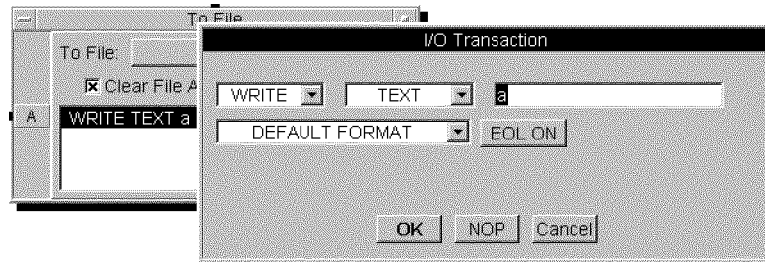 To File
I/O Transaction
To File:
Clear File A
WRITE TEXT a
A
WRITE TEXT a
DEFAULT FORMAT EOL ON
OK NOP Cancel